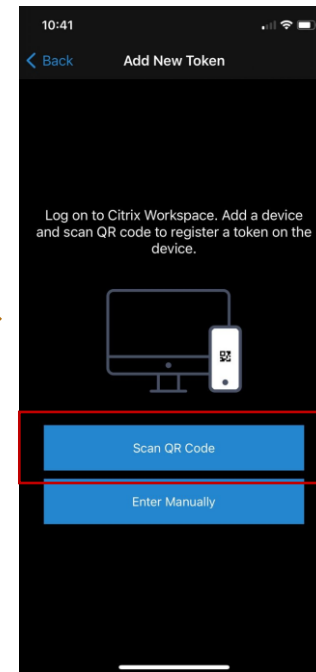 10:41
Back
Add New Token
Log on to Citrix Workspace. Add a device
and scan QR code to register a token on the
device.
Scan QR Code
Enter Manually